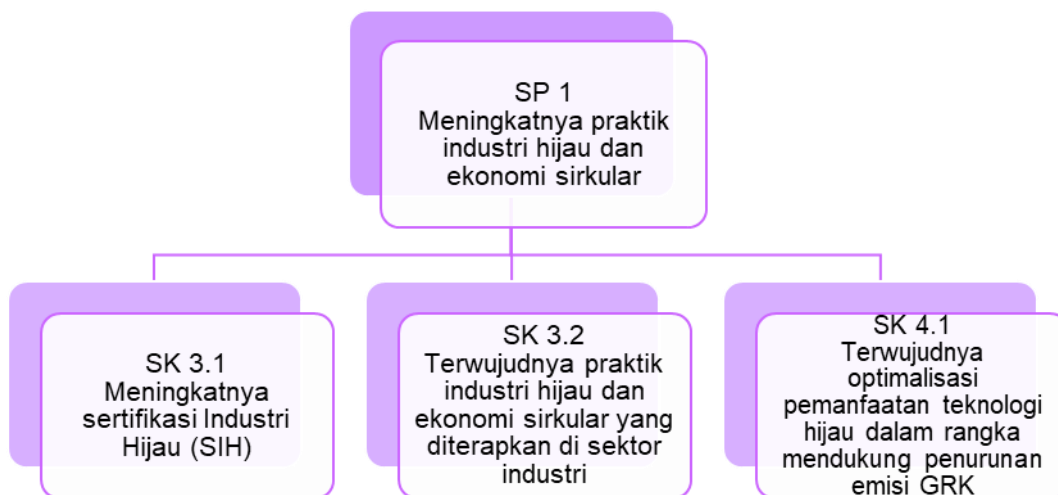 SP 1
Meningkatnya praktik
industri hijau dan
ekonomi sirkular
SK 3.1
Meningkatnya
sertifikasi Industri
Hijau (SIH)
SK 3.2
Terwujudnya praktik
industri hijau dan
ekonomi sirkular yang
diterapkan di sektor
industri
SK 4.1
Terwujudnya
optimalisasi
pemanfaatan teknologi
hijau dalam rangka
mendukung penurunan
emisi GRK